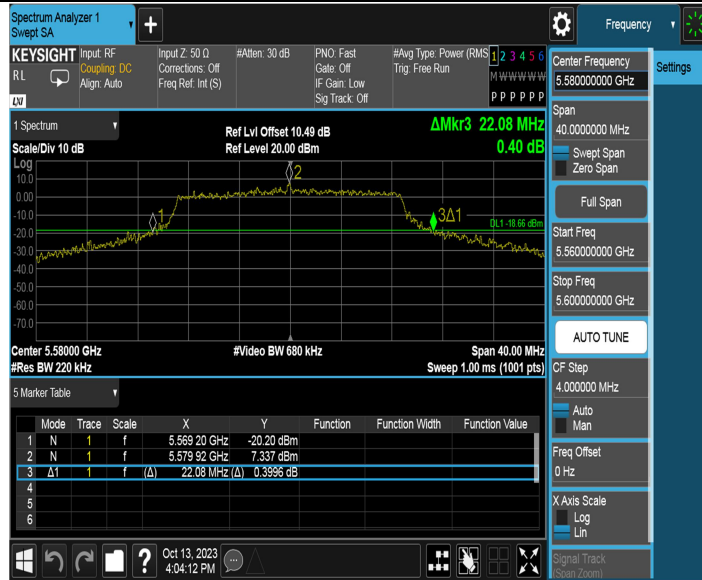 Spectrum Analyzer 1
Swept SA
Frequency
KEYSIGHT
RL
LXI
Input: RF
Coupling: DC
Align: Auto
Input Z: 50 Ω
Corrections: Off
Freq Ref: Int (S)
#Atten: 30 dB
PNO: Fast
Gate: Off
IF Gain: Low
Sig Track: Off
#Avg Type: Power (RMS
Trig: Free Run
1 2 3 4 5 6
M W W W W W
P P P P P P
Center Frequency
5.580000000 GHz
Settings
Span
40.0000000 MHz
Swept Span
Zero Span
Full Span
Start Freq
5.560000000 GHz
Stop Freq
5.600000000 GHz
AUTO TUNE
CF Step
4.000000 MHz
Auto
Man
Freq Offset
0 Hz
X Axis Scale
Log
Lin
Signal Track
(Span Zoom)
1 Spectrum
Scale/Div 10 dB
Ref Lvl Offset 10.49 dB
Ref Level 20.00 dBm
ΔMkr3 22.08 MHz
0.40 dB
Log
10.0
0.00
-10.0
-20.0
-30.0
-40.0
-50.0
-60.0
-70.0
1
2
3Δ1
DL1 -18.66 dBm
Center 5.58000 GHz
#Res BW 220 kHz
#Video BW 680 kHz
Span 40.00 MHz
Sweep 1.00 ms (1001 pts)
5 Marker Table
Mode Trace Scale X Y Function Function Width Function Value
1 N 1 f 5.569 20 GHz -20.20 dBm
2 N 1 f 5.579 92 GHz 7.337 dBm
3 Δ1 1 f (Δ) 22.08 MHz (Δ) 0.3996 dB
4
5
6
?
Oct 13, 2023
4:04:12 PM